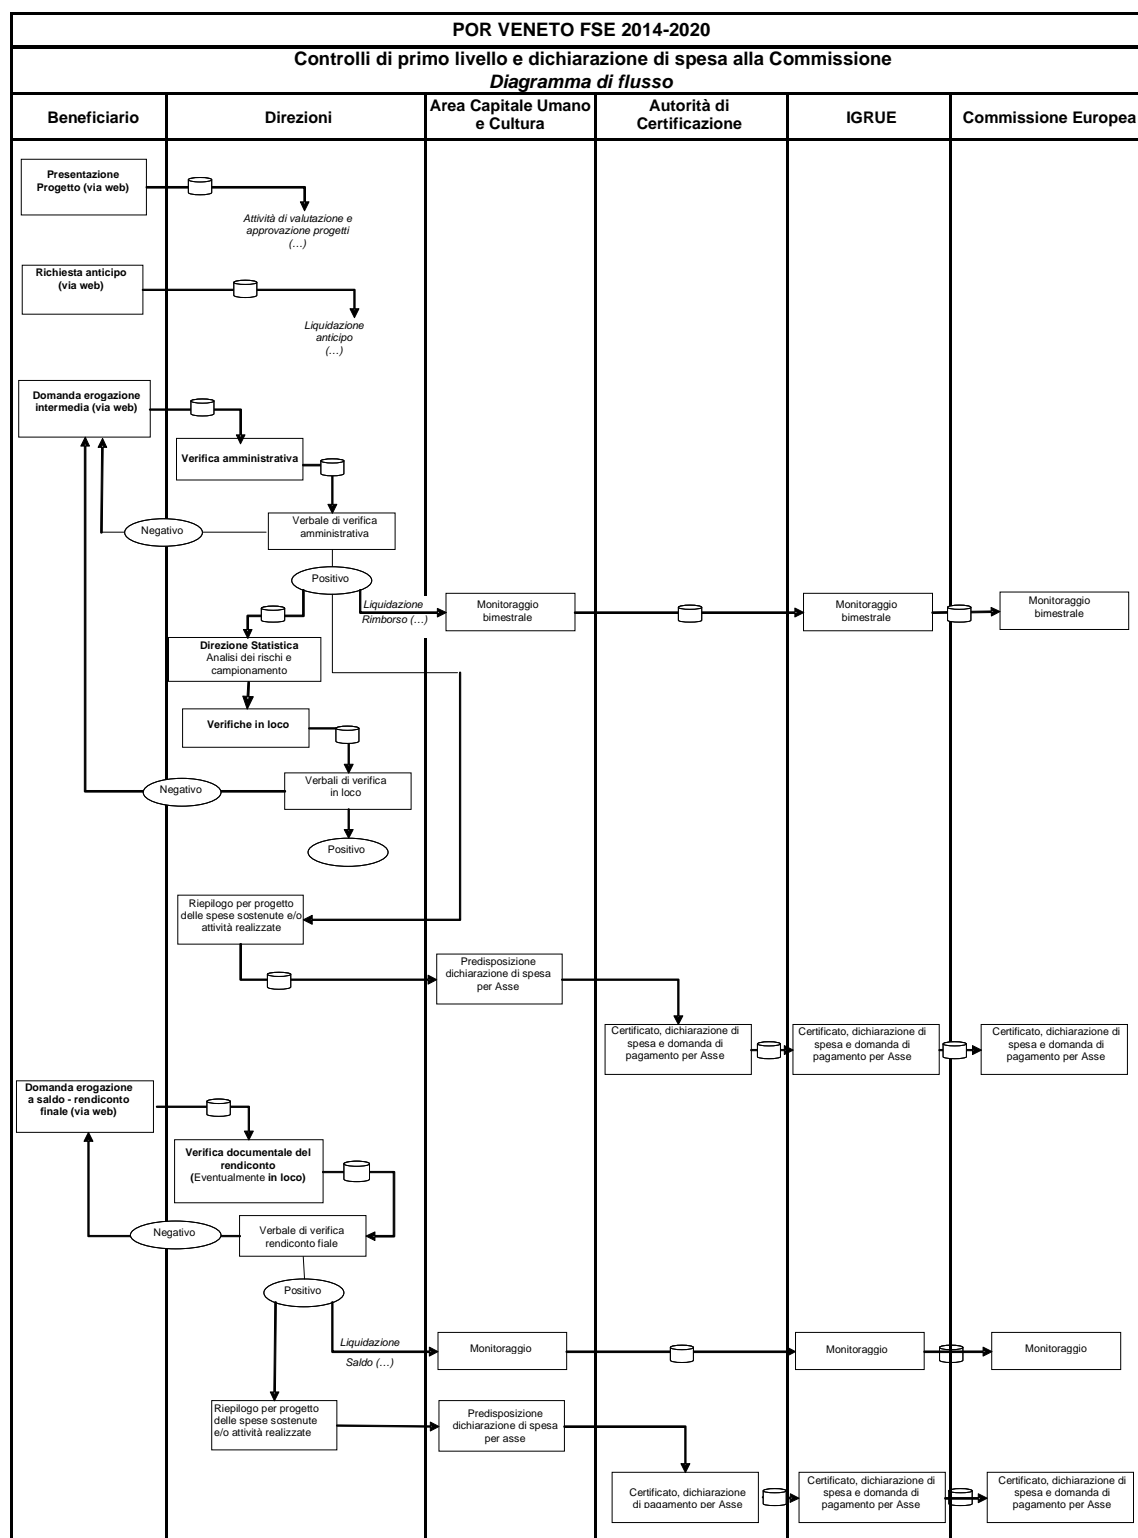 POR VENETO FSE 2014-2020
Controlli di primo livello e dichiarazione di spesa alla Commissione
Diagramma di flusso
Beneficiario
Direzioni
Area Capitale Umano
e Cultura
Autorità di
Certificazione
IGRUE
Commissione Europea
Presentazione
Progetto (via web)
Attività di valutazione e
approvazione progetti
(…)
Richiesta anticipo
(via web)
Liquidazione
anticipo
(…)
Domanda erogazione
intermedia (via web)
Verifica amministrativa
Verbale di verifica
amministrativa
Negativo
Positivo
Liquidazione
Rimborso (…)
Monitoraggio
bimestrale
Monitoraggio
bimestrale
Monitoraggio
bimestrale
Direzione Statistica
Analisi dei rischi e
campionamento
Verifiche in loco
Verbali di verifica
in loco
Negativo
Positivo
Riepilogo per progetto
delle spese sostenute e/o
attività realizzate
Predisposizione
dichiarazione di spesa
per Asse
Certificato, dichiarazione di
spesa e domanda di
pagamento per Asse
Certificato, dichiarazione di
spesa e domanda di
pagamento per Asse
Certificato, dichiarazione di
spesa e domanda di
pagamento per Asse
Domanda erogazione
a saldo - rendiconto
finale (via web)
Verifica documentale del
rendiconto
(Eventualmente in loco)
Verbale di verifica
rendiconto fiale
Negativo
Positivo
Liquidazione
Saldo (…)
Monitoraggio
Monitoraggio
Monitoraggio
Riepilogo per progetto
delle spese sostenute
e/o attività realizzate
Predisposizione
dichiarazione di spesa
per asse
Certificato, dichiarazione
di pagamento per Asse
Certificato, dichiarazione di
spesa e domanda di
pagamento per Asse
Certificato, dichiarazione di
spesa e domanda di
pagamento per Asse